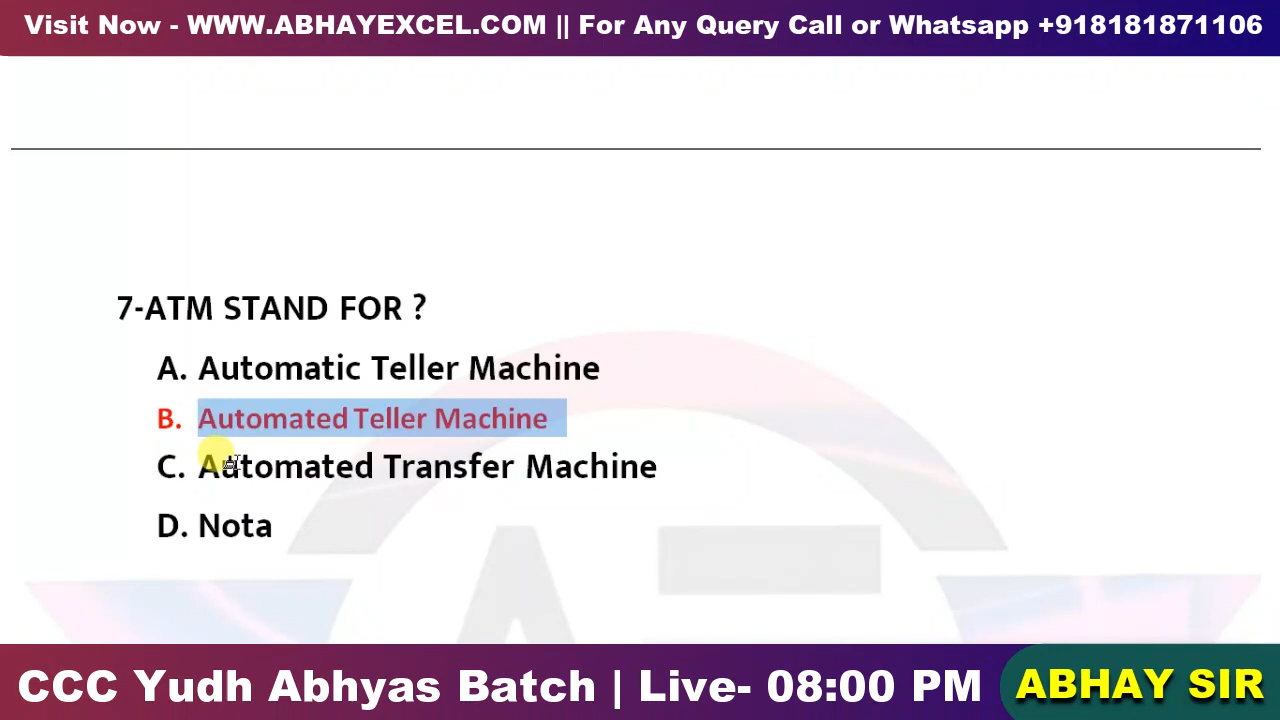 Visit Now - WWW.ABHAYEXCEL.COM || For Any Query Call or Whatsapp +918181871106
7-ATM STAND FOR ?
A. Automatic Teller Machine
B. Automated Teller Machine
C. Automated Transfer Machine
D. Nota
CCC Yudh Abhyas Batch | Live- 08:00 PM
ABHAY SIR